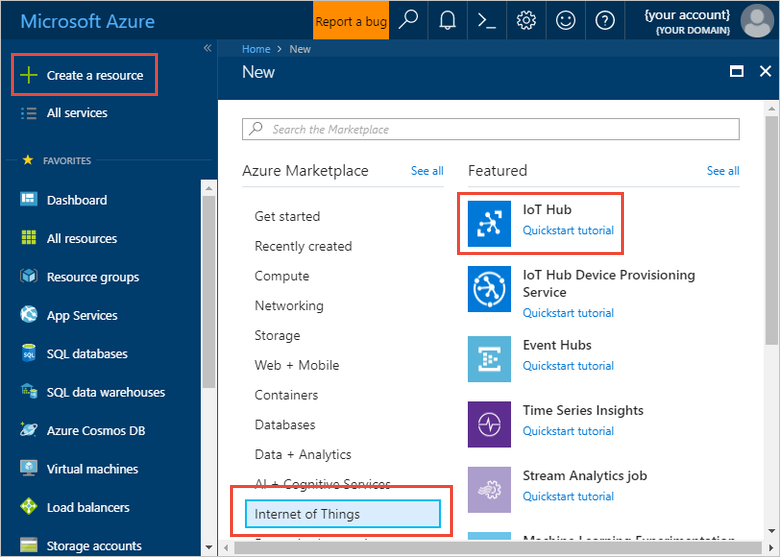 Microsoft Azure
Report a bug
{your account}
{YOUR DOMAIN}
Create a resource
All services
FAVORITES
Dashboard
All resources
Resource groups
App Services
SQL databases
SQL data warehouses
Azure Cosmos DB
Virtual machines
Load balancers
Storage accounts
Home > New
New
Search the Marketplace
Azure Marketplace
See all
Get started
Recently created
Compute
Networking
Storage
Web + Mobile
Containers
Databases
Data + Analytics
AI + Cognitive Services
Internet of Things
Featured
See all
IoT Hub
Quickstart tutorial
IoT Hub Device Provisioning
Service
Quickstart tutorial
Event Hubs
Quickstart tutorial
Time Series Insights
Quickstart tutorial
Stream Analytics job
Quickstart tutorial
Machine Learning Experimentation